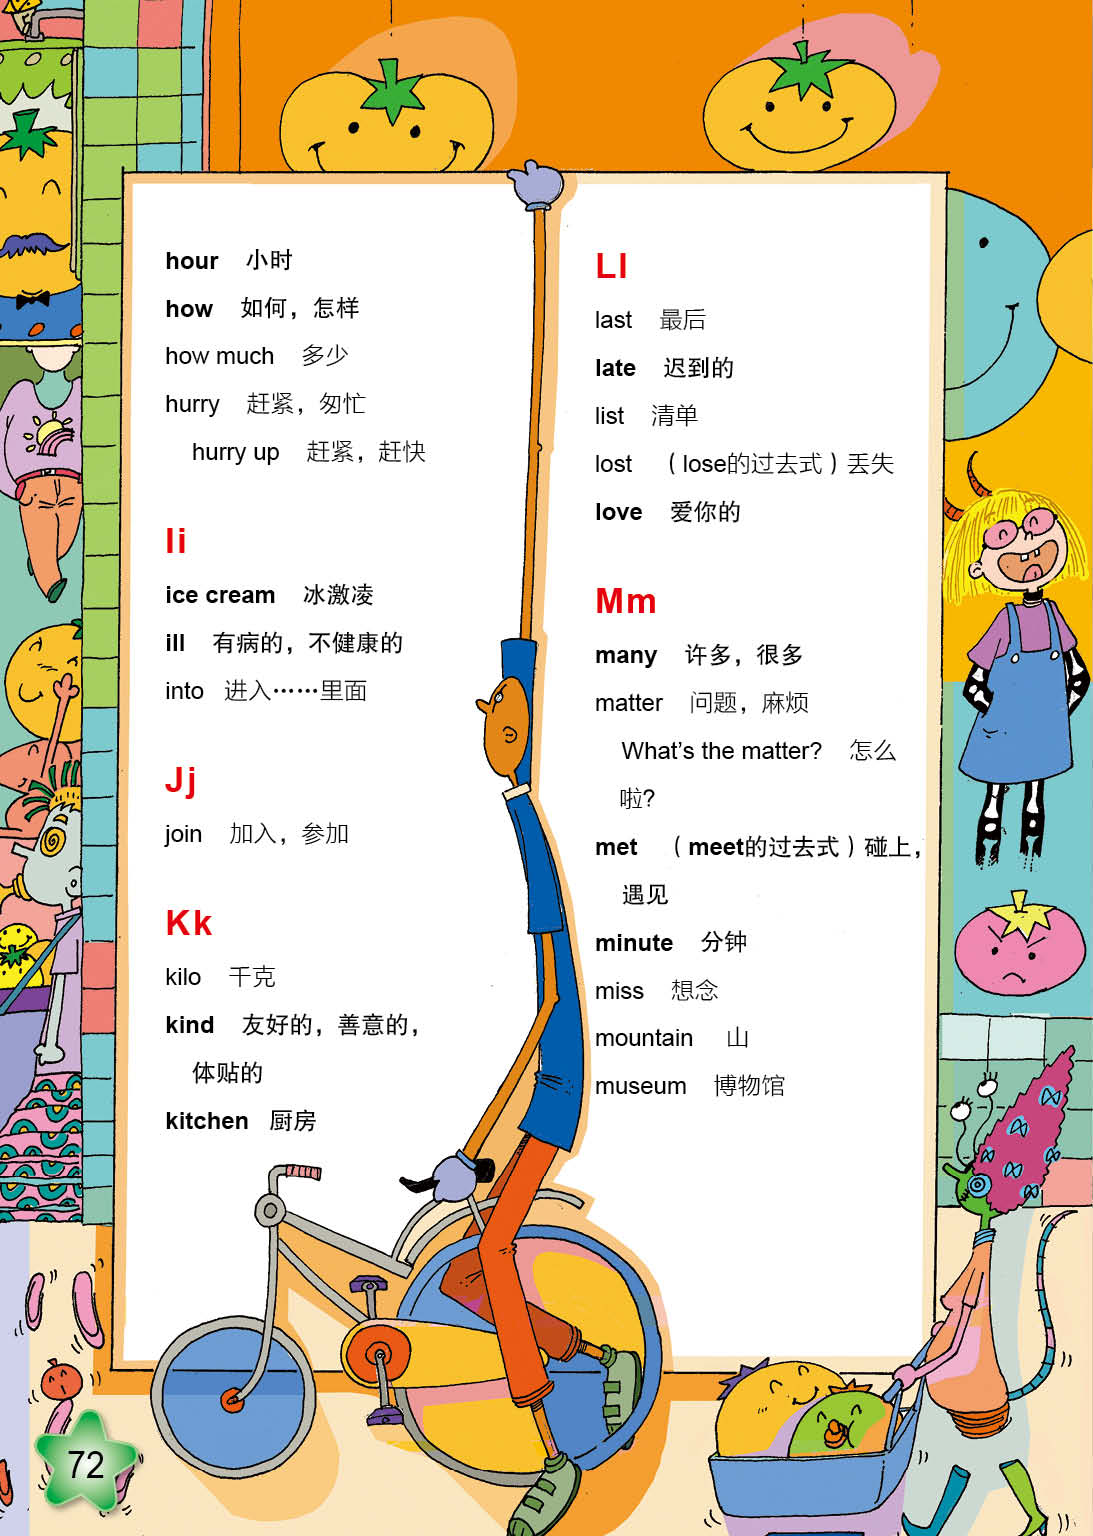 hour 小时
how 如何，怎样
how much 多少
hurry 赶紧，匆忙
hurry up 赶紧，赶快
Ii
ice cream 冰激凌
ill 有病的，不健康的
into 进入……里面
Jj
join 加入，参加
Kk
kilo 千克
kind 友好的，善意的，
体贴的
kitchen 厨房
Ll
last 最后
late 迟到的
list 清单
lost （lose的过去式）丢失
love 爱你的
Mm
many 许多，很多
matter 问题，麻烦
What's the matter? 怎么
啦?
met （meet的过去式）碰上，
遇见
minute 分钟
miss 想念
mountain 山
museum 博物馆
72